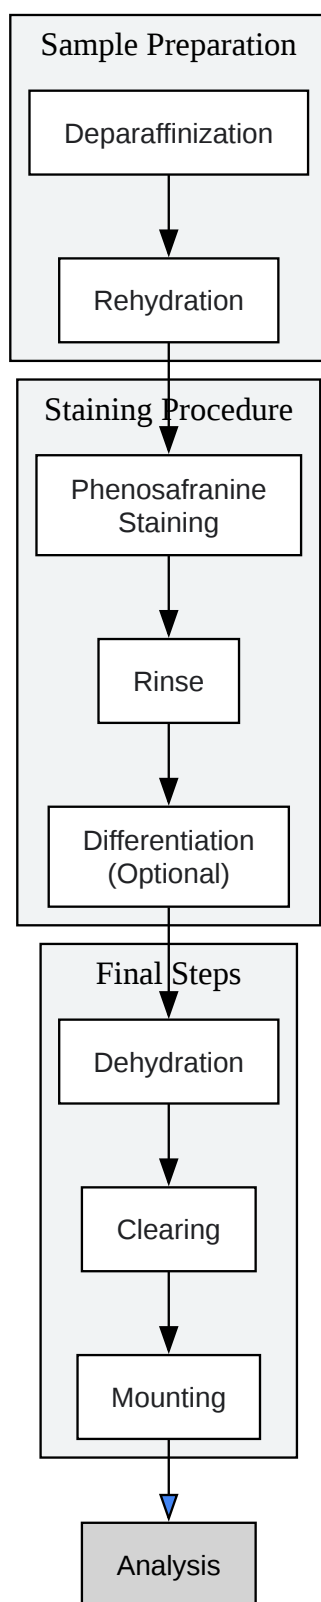 Sample Preparation
Deparaffinization
Rehydration
Staining Procedure
Phenosafranine
Staining
Rinse
Differentiation
(Optional)
Final Steps
Dehydration
Clearing
Mounting
Analysis